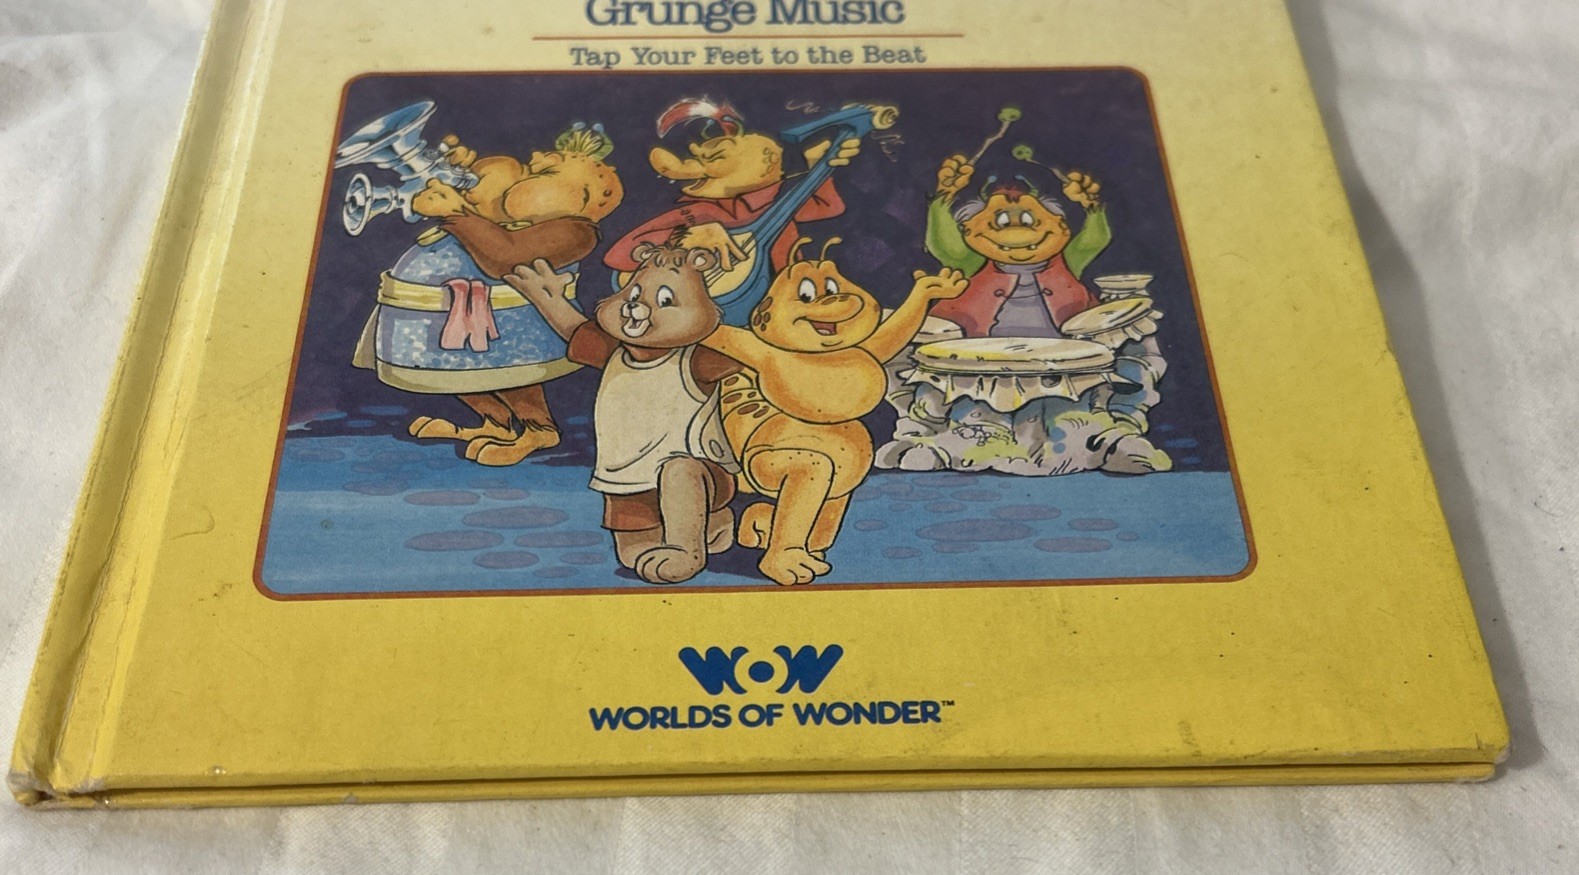 Grunge Music
Tap Your Feet to the Beat
WOW
WORLDS OF WONDER™